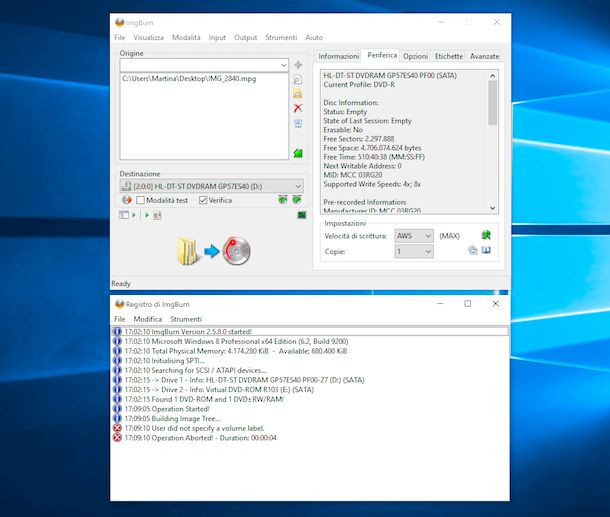 ImgBurn
File Visualizza Modalità Input Output Strumenti Aiuto
Origine
C:\Users\Martina\Desktop\IMG_2840.mpg
Destinazione
[2:0:0] HL-DT-ST DVDRAM GP57ES40 (D:)
Modalità test Verifica
Informazioni Periferica Opzioni Etichette Avanzate
HL-DT-ST DVDRAM GP57ES40 PF00 (SATA)
Current Profile: DVD-R
Disc Information:
Status: Empty
State of Last Session: Empty
Erasable: No
Free Sectors: 2.297.888
Free Space: 4.706.074.624 bytes
Free Time: 510:40:38 (MM:SS:FF)
Next Writable Address: 0
MID: MCC 03RG20
Supported Write Speeds: 4x; 8x
Pre-recorded Information:
Manufacturer ID: MCC 03RG20
Impostazioni
Velocità di scrittura: AWS (MAX)
Copie: 1
Ready
Registro di ImgBurn
File Modifica Strumenti
17:02:10 ImgBurn Version 2.5.8.0 started!
17:02:10 Microsoft Windows 8 Professional x64 Edition (6.2, Build 9200)
17:02:10 Total Physical Memory: 4.174.280 KiB - Available: 680.400 KiB
17:02:10 Initialising SPTI...
17:02:10 Searching for SCSI / ATAPI devices...
17:02:15 -> Drive 1 - Info: HL-DT-ST DVDRAM GP57ES40 PF00-27 (D:) (SATA)
17:02:15 -> Drive 2 - Info: Virtual DVD-ROM R103 (E:) (SATA)
17:02:15 Found 1 DVD-ROM and 1 DVD±RW/RAM!
17:09:05 Operation Started!
17:09:05 Building Image Tree...
17:09:10 User did not specify a volume label.
17:09:10 Operation Aborted! - Duration: 00:00:04